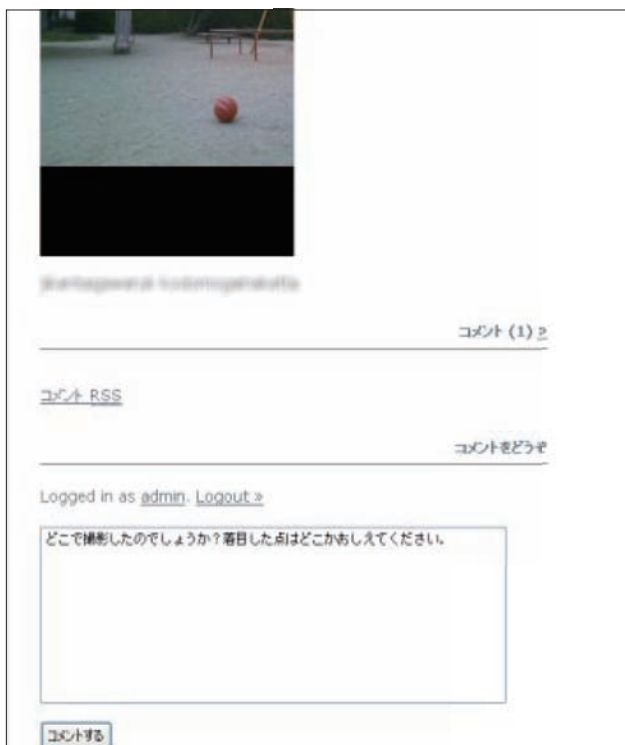 コメント (1) »
コメント RSS
コメントをどうぞ
Logged in as admin. Logout »
どこで撮影したのでしょうか？着目した点はどこかおしえてください。
コメントする